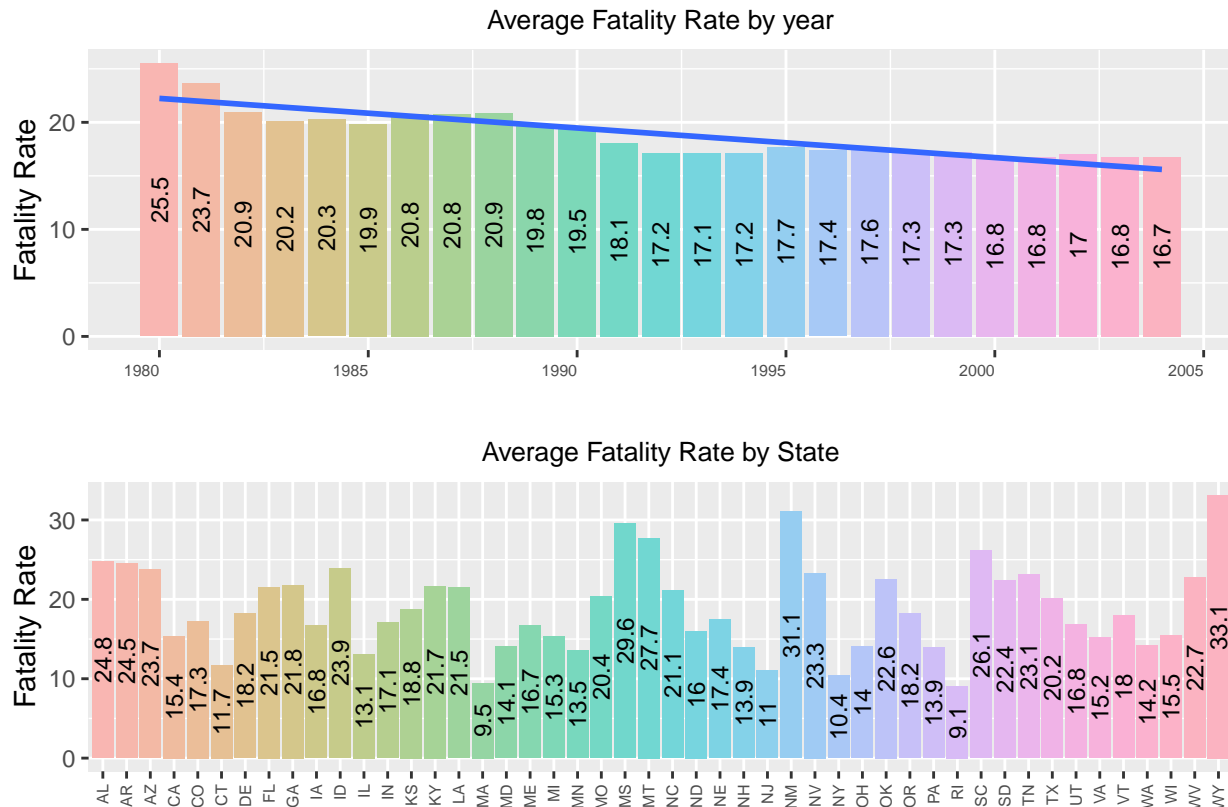 Average Fatality Rate by year
Fatality Rate
20
10
0
25.5 23.7 20.9 20.2 20.3 19.9 20.8 20.8 20.9 19.8 19.5 18.1 17.2 17.1 17.2 17.7 17.4 17.6 17.3 17.3 16.8 16.8 17 16.8 16.7
1980 1985 1990 1995 2000 2005
Average Fatality Rate by State
Fatality Rate
30
20
10
0
24.8 24.5 23.7 15.4 17.3 11.7 18.2 21.5 21.8 16.8 23.9 13.1 17.1 18.8 21.7 21.5 9.5 14.1 16.7 15.3 13.5 20.4 29.6 27.7 21.1 16 17.4 13.9 11 31.1 23.3 10.4 14 22.6 18.2 13.9 9.1 26.1 22.4 23.1 20.2 16.8 15.2 18 14.2 15.5 22.7 33.1
AL AR AZ CA CO CT DE FL GA IA ID IL IN KS KY LA MA MD ME MI MN MO MS MT NC ND NE NH NJ NM NV NY OH OK OR PA RI SC SD TN TX UT VA VT WA WI WV WY